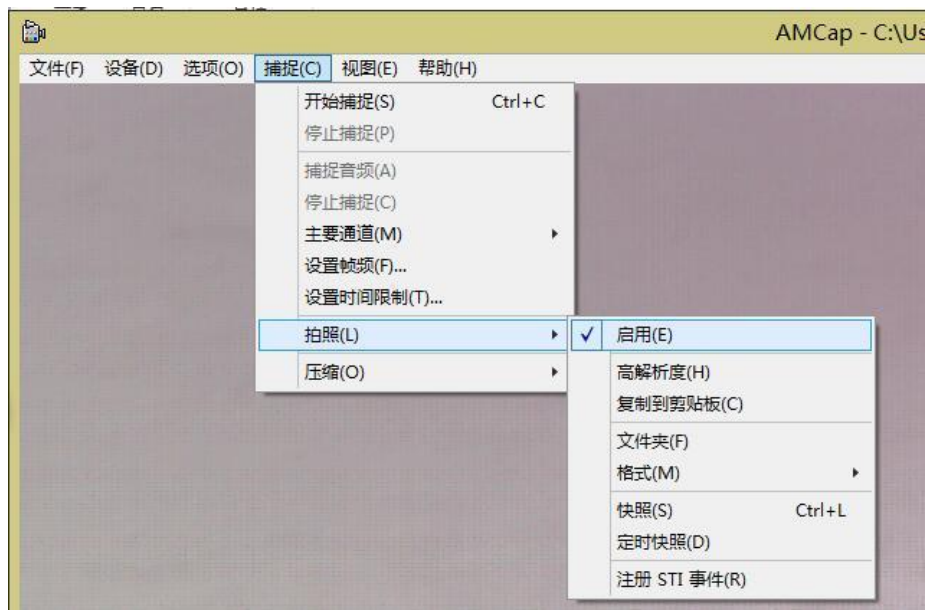 AMCap - C:\Us
文件(F) 设备(D) 选项(O) 捕捉(C) 视图(E) 帮助(H)
开始捕捉(S) Ctrl+C
停止捕捉(P)
捕捉音频(A)
停止捕捉(C)
主要通道(M)
设置帧频(F)...
设置时间限制(T)...
拍照(L)
压缩(O)
启用(E)
高解析度(H)
复制到剪贴板(C)
文件夹(F)
格式(M)
快照(S) Ctrl+L
定时快照(D)
注册 STI 事件(R)